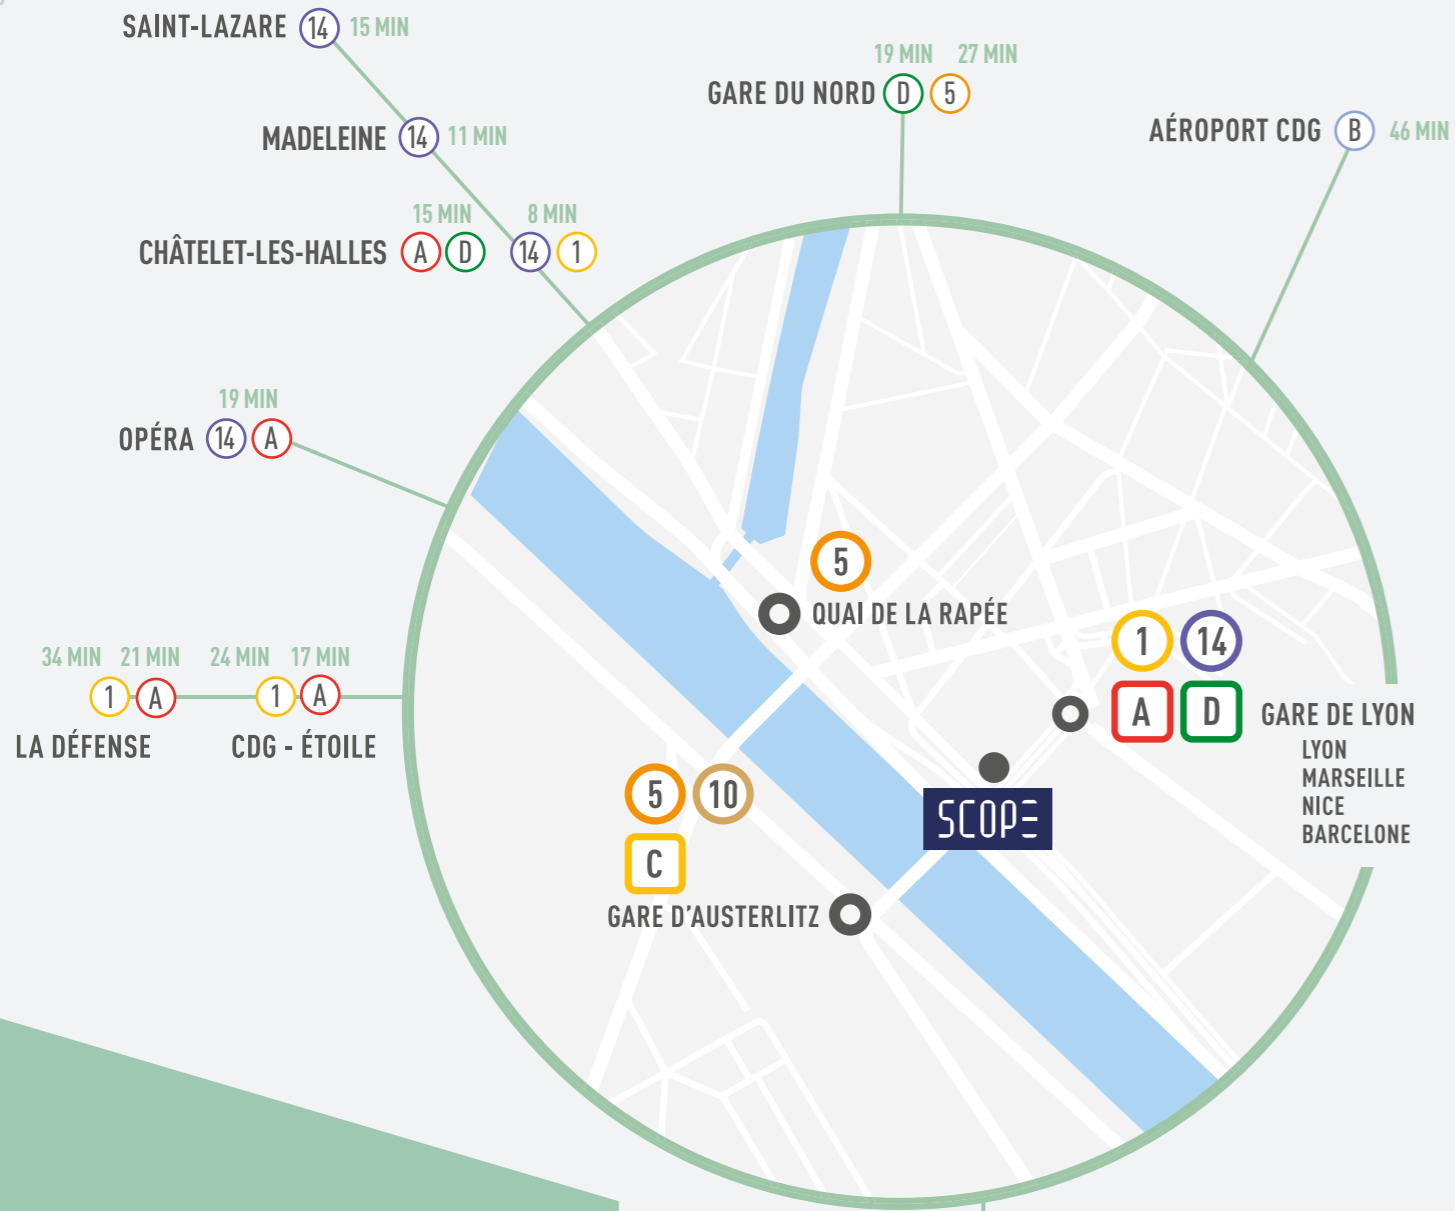 SAINT-LAZARE 14 15 MIN
19 MIN 27 MIN
GARE DU NORD D 5
MADELEINE 14 11 MIN
AÉROPORT CDG B 46 MIN
15 MIN 8 MIN
CHÂTELET-LES-HALLES A D 14 1
19 MIN
OPÉRA 14 A
5
QUAI DE LA RAPÉE
34 MIN 21 MIN 24 MIN 17 MIN
1 A 1 A
LA DÉFENSE CDG - ÉTOILE
1 14
A D GARE DE LYON
LYON
MARSEILLE
NICE
BARCELONE
SCOPE
5 10
C
GARE D'AUSTERLITZ